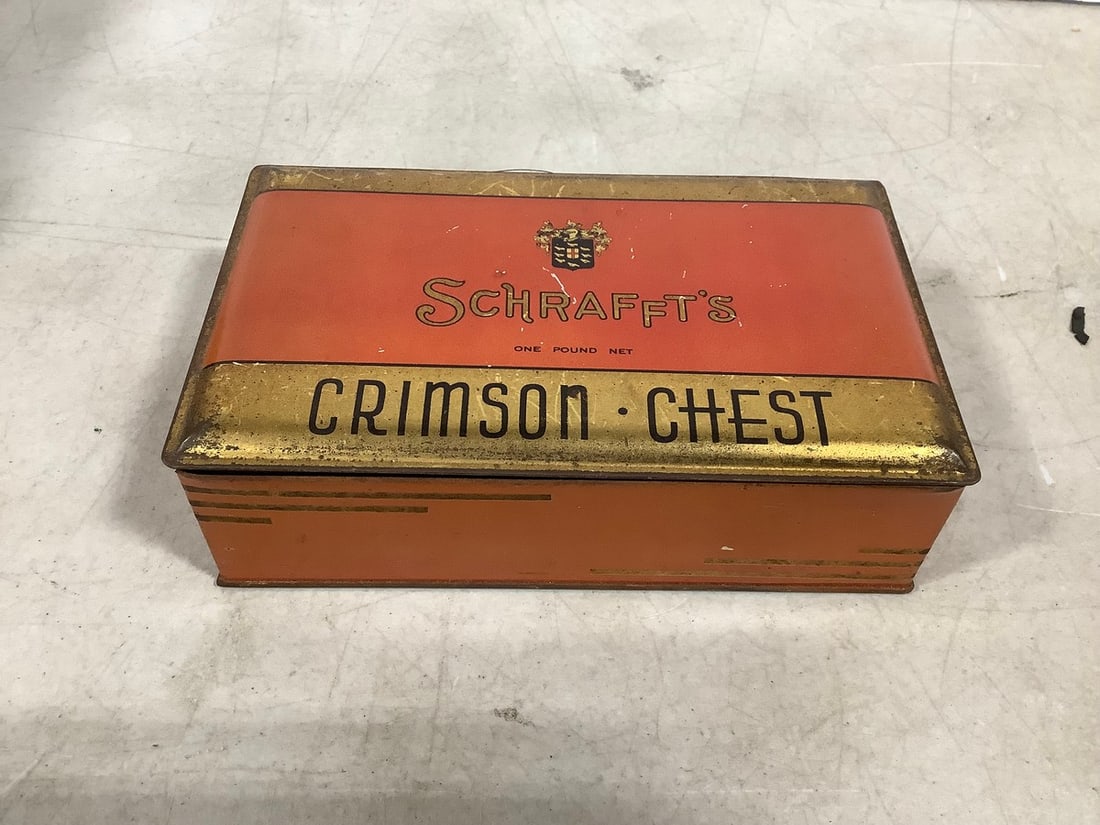 SCHRAFFT'S
ONE POUND NET
CRIMSON · CHEST